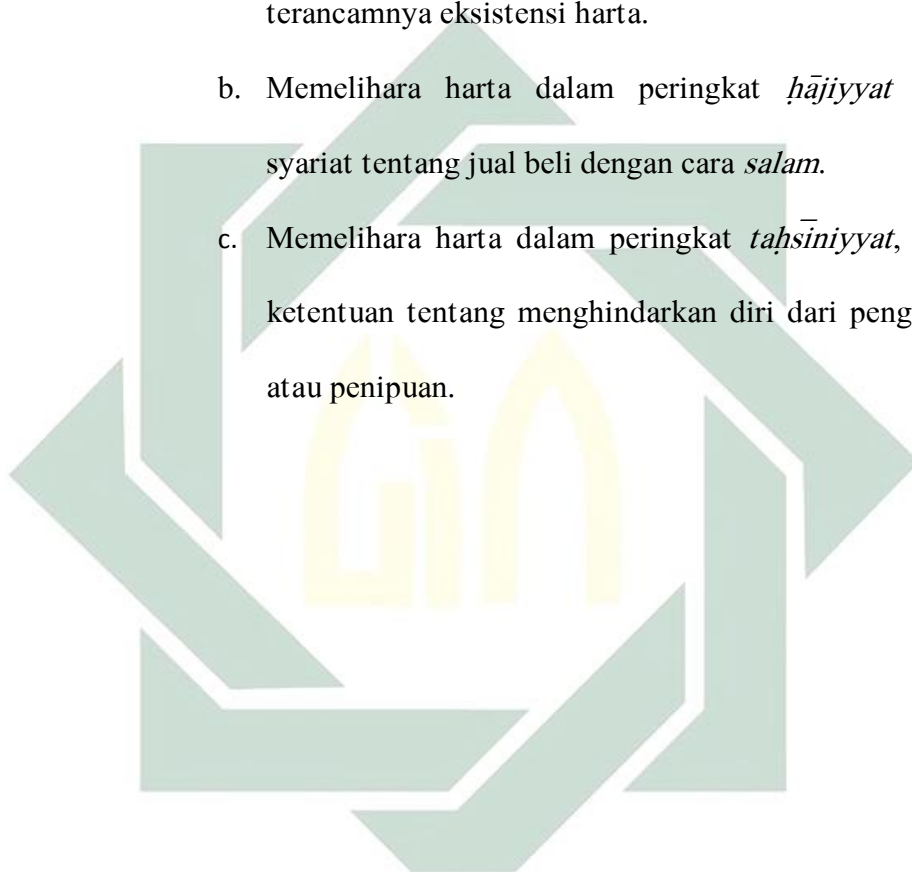 terancamnya eksistensi harta.
b. Memelihara harta dalam peringkat ḥājiyyat
syariat tentang jual beli dengan cara salam.
c. Memelihara harta dalam peringkat taḥsīniyyat,
ketentuan tentang menghindarkan diri dari peng
atau penipuan.